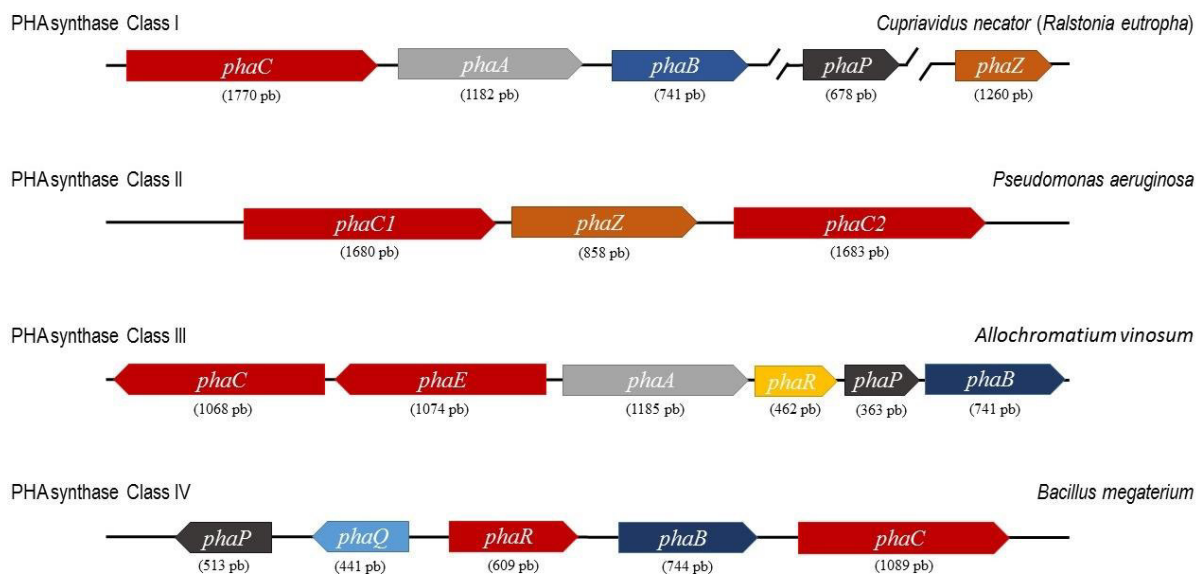 PHA synthase Class I
Cupriavidus necator (Ralstonia eutropha)
phaC phaA phaB phaP phaZ
(1770 pb) (1182 pb) (741 pb) (678 pb) (1260 pb)
PHA synthase Class II
Pseudomonas aeruginosa
phaC1 phaZ phaC2
(1680 pb) (858 pb) (1683 pb)
PHA synthase Class III
Allochromatium vinosum
phaC phaE phaA phaR phaP phaB
(1068 pb) (1074 pb) (1185 pb) (462 pb) (363 pb) (741 pb)
PHA synthase Class IV
Bacillus megaterium
phaP phaQ phaR phaB phaC
(513 pb) (441 pb) (609 pb) (744 pb) (1089 pb)